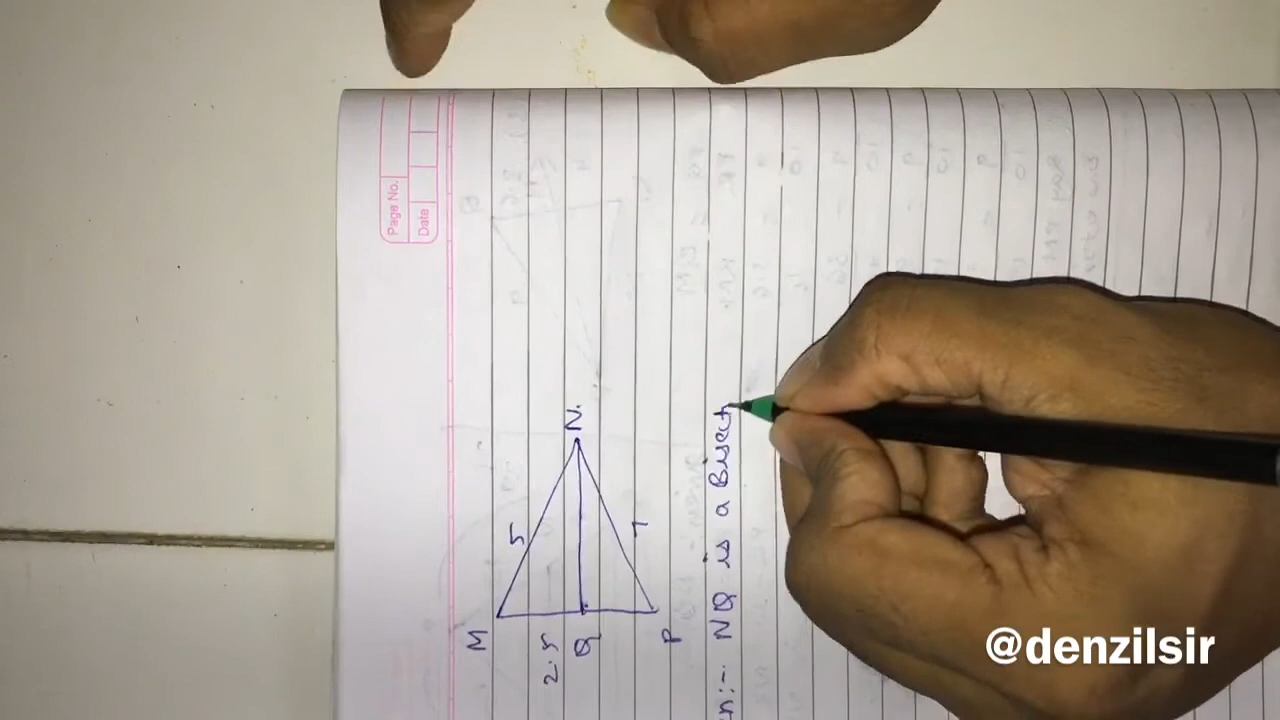 Page No.
Date
N.
5
7
M
2.5
Q
P
n:-. NQ is a Bisect
@denzilsir